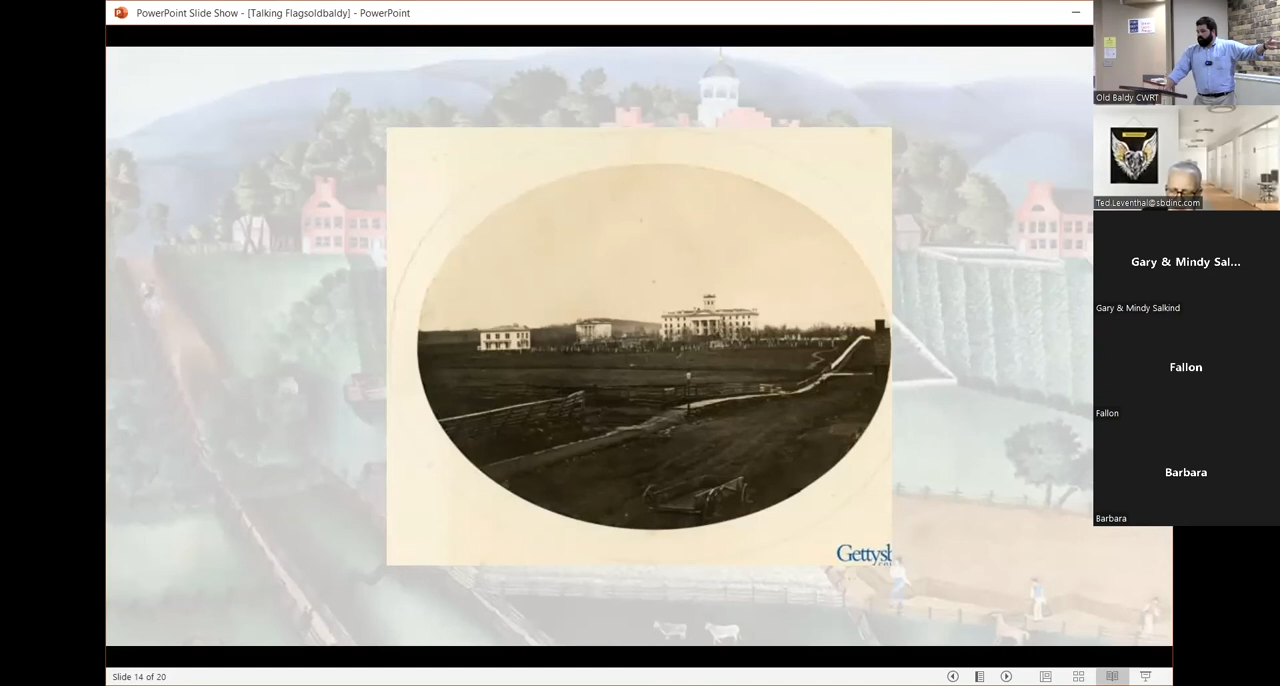 PowerPoint Slide Show - [Talking Flagsoldbaldy] - PowerPoint
Old Baldy CWRT
Ted.Leventhal@sbdinc.com
Gary & Mindy Sal...
Gary & Mindy Salkind
Fallon
Fallon
Barbara
Barbara
Gettysb
Slide 14 of 20